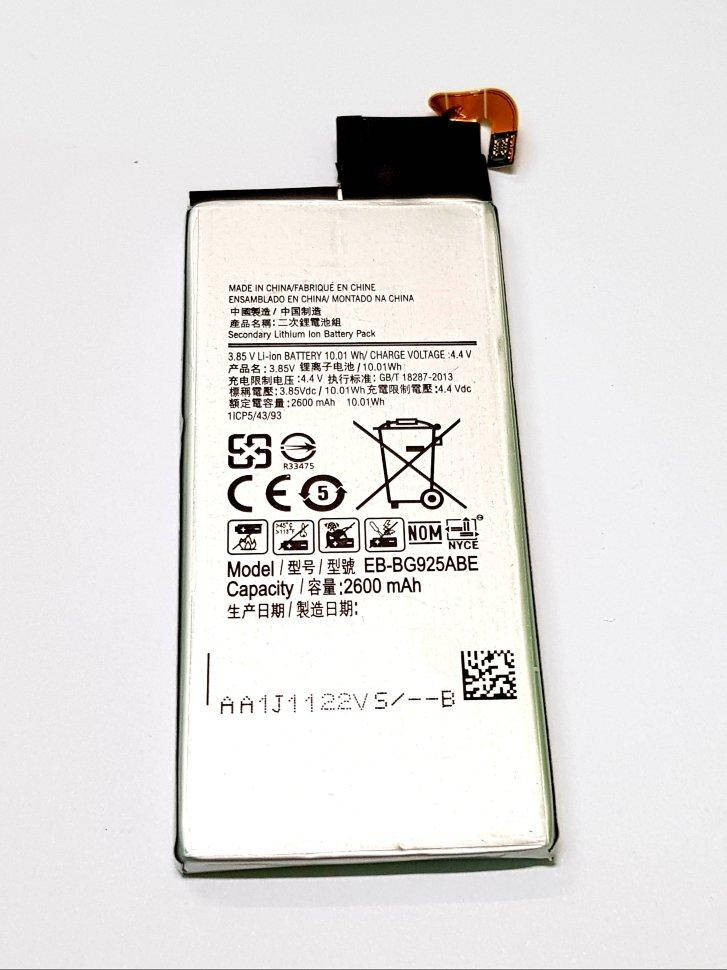 MADE IN CHINA/FABRIQUÉ EN CHINE
ENSAMBLADO EN CHINA/ MONTADO NA CHINA
中國製造 / 中国制造
產品名稱:二次鋰電池組
Secondary Lithium Ion Battery Pack
3.85 V Li-ion BATTERY 10.01 Wh/ CHARGE VOLTAGE :4.4 V
产品名 : 3.85V 锂离子电池 / 10.01Wh
充电限制电压 :4.4 V 执行标准: GB/T 18287-2013
標稱電壓: 3.85Vdc / 10.01Wh 充電限制電壓 :4.4 Vdc
額定電容量: 2600 mAh 10.01Wh
1ICP5/43/93
R33475
CE 5
>45°C
>113°F
NOM
NYCE
Model / 型号 / 型號 EB-BG925ABE
Capacity / 容量:2600 mAh
生产日期 / 製造日期:
AA1J1122VS/--B